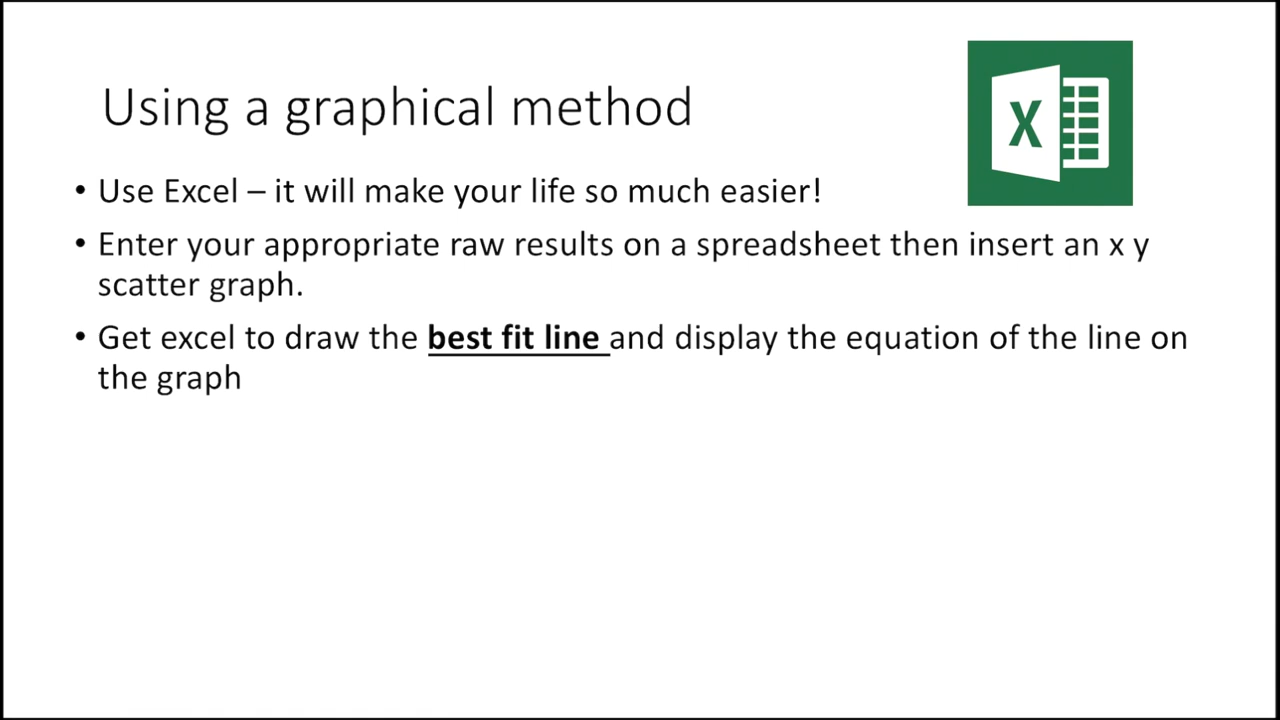 Using a graphical method
X
• Use Excel – it will make your life so much easier!
• Enter your appropriate raw results on a spreadsheet then insert an x y
scatter graph.
• Get excel to draw the best fit line and display the equation of the line on
the graph